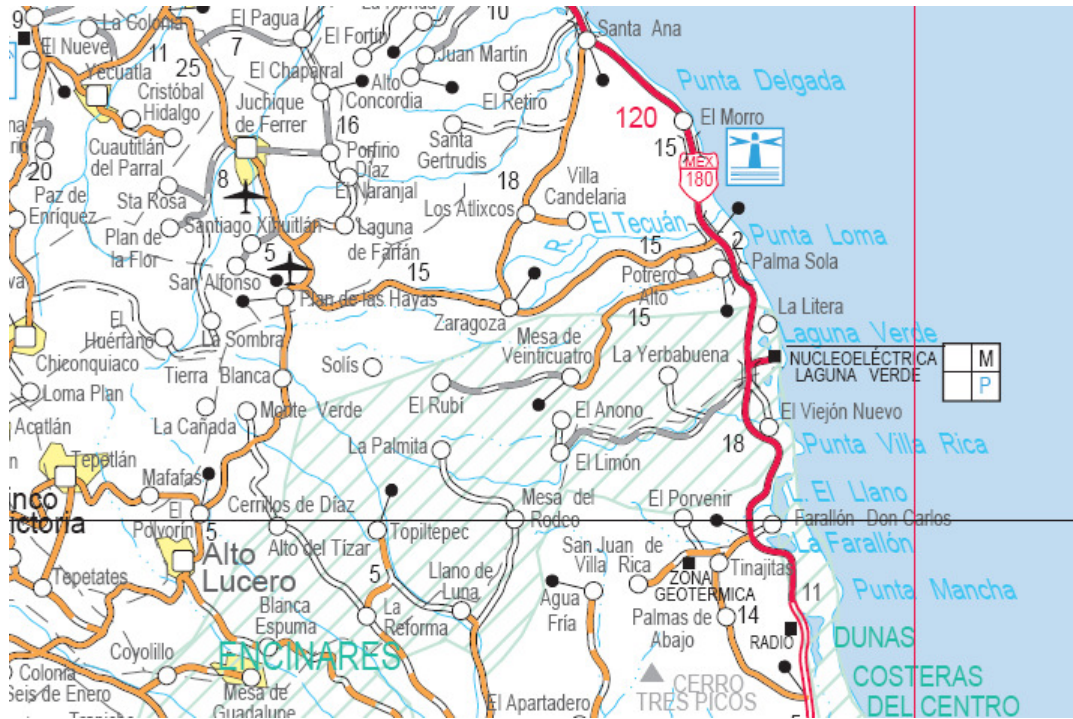 9
La Colonia
El Pagua
10
Santa Ana
El Nuevo
11
7
El Fortín
Juan Martín
25
Yecuatla
El Chaparral
Alto
Concordia
Punta Delgada
Cristóbal
Hidalgo
Juchique
de Ferrer
El Retiro
120
El Morro
16
15
Cuautitlán
del Parral
Santa
Gertrudis
Porfirio
Díaz
MEX
180
20
8
El Naranjal
18
Villa
Candelaria
Paz de
Enríquez
Sta Rosa
Los Atlixcos
Santiago Xihuitlán
Laguna
de Farfán
R.
El Tecuán
Plan de
la Flor
5
15
2
Punta Loma
San Alfonso
15
Potrero
Alto
Palma Sola
Plan de las Hayas
15
La Litera
El
Huérfano
La Sombra
Zaragoza
Mesa de
Veinticuatro
Laguna Verde
Chiconquiaco
Tierra Blanca
Solís
La Yerbabuena
NUCLEOELÉCTRICA
LAGUNA VERDE
M
P
Loma Plan
El Rubí
La Cañada
Monte Verde
El Anono
El Viejón Nuevo
Acatlán
La Palmita
18
Punta Villa Rica
Tepetlán
El Limón
Mafafas
L. El Llano
Cerrillos de Díaz
Mesa del
Rodeo
El Porvenir
El
Polvorin
5
Farallón Don Carlos
Alto del Tízar
Topiltepec
San Juan de
Villa Rica
La Farallón
Alto
Lucero
Tinajitas
Tepetates
5
Llano de
Luna
ZONA
GEOTERMICA
11
Punta Mancha
Blanca
Espuma
La
Reforma
Agua
Fría
Palmas de
Abajo
14
RADIO
DUNAS
COSTERAS
DEL CENTRO
Coyolillo
ENCINARES
Colonia
Seis de Enero
Mesa de
Guadalupe
CERRO
TRES PICOS
El Apartadero
5